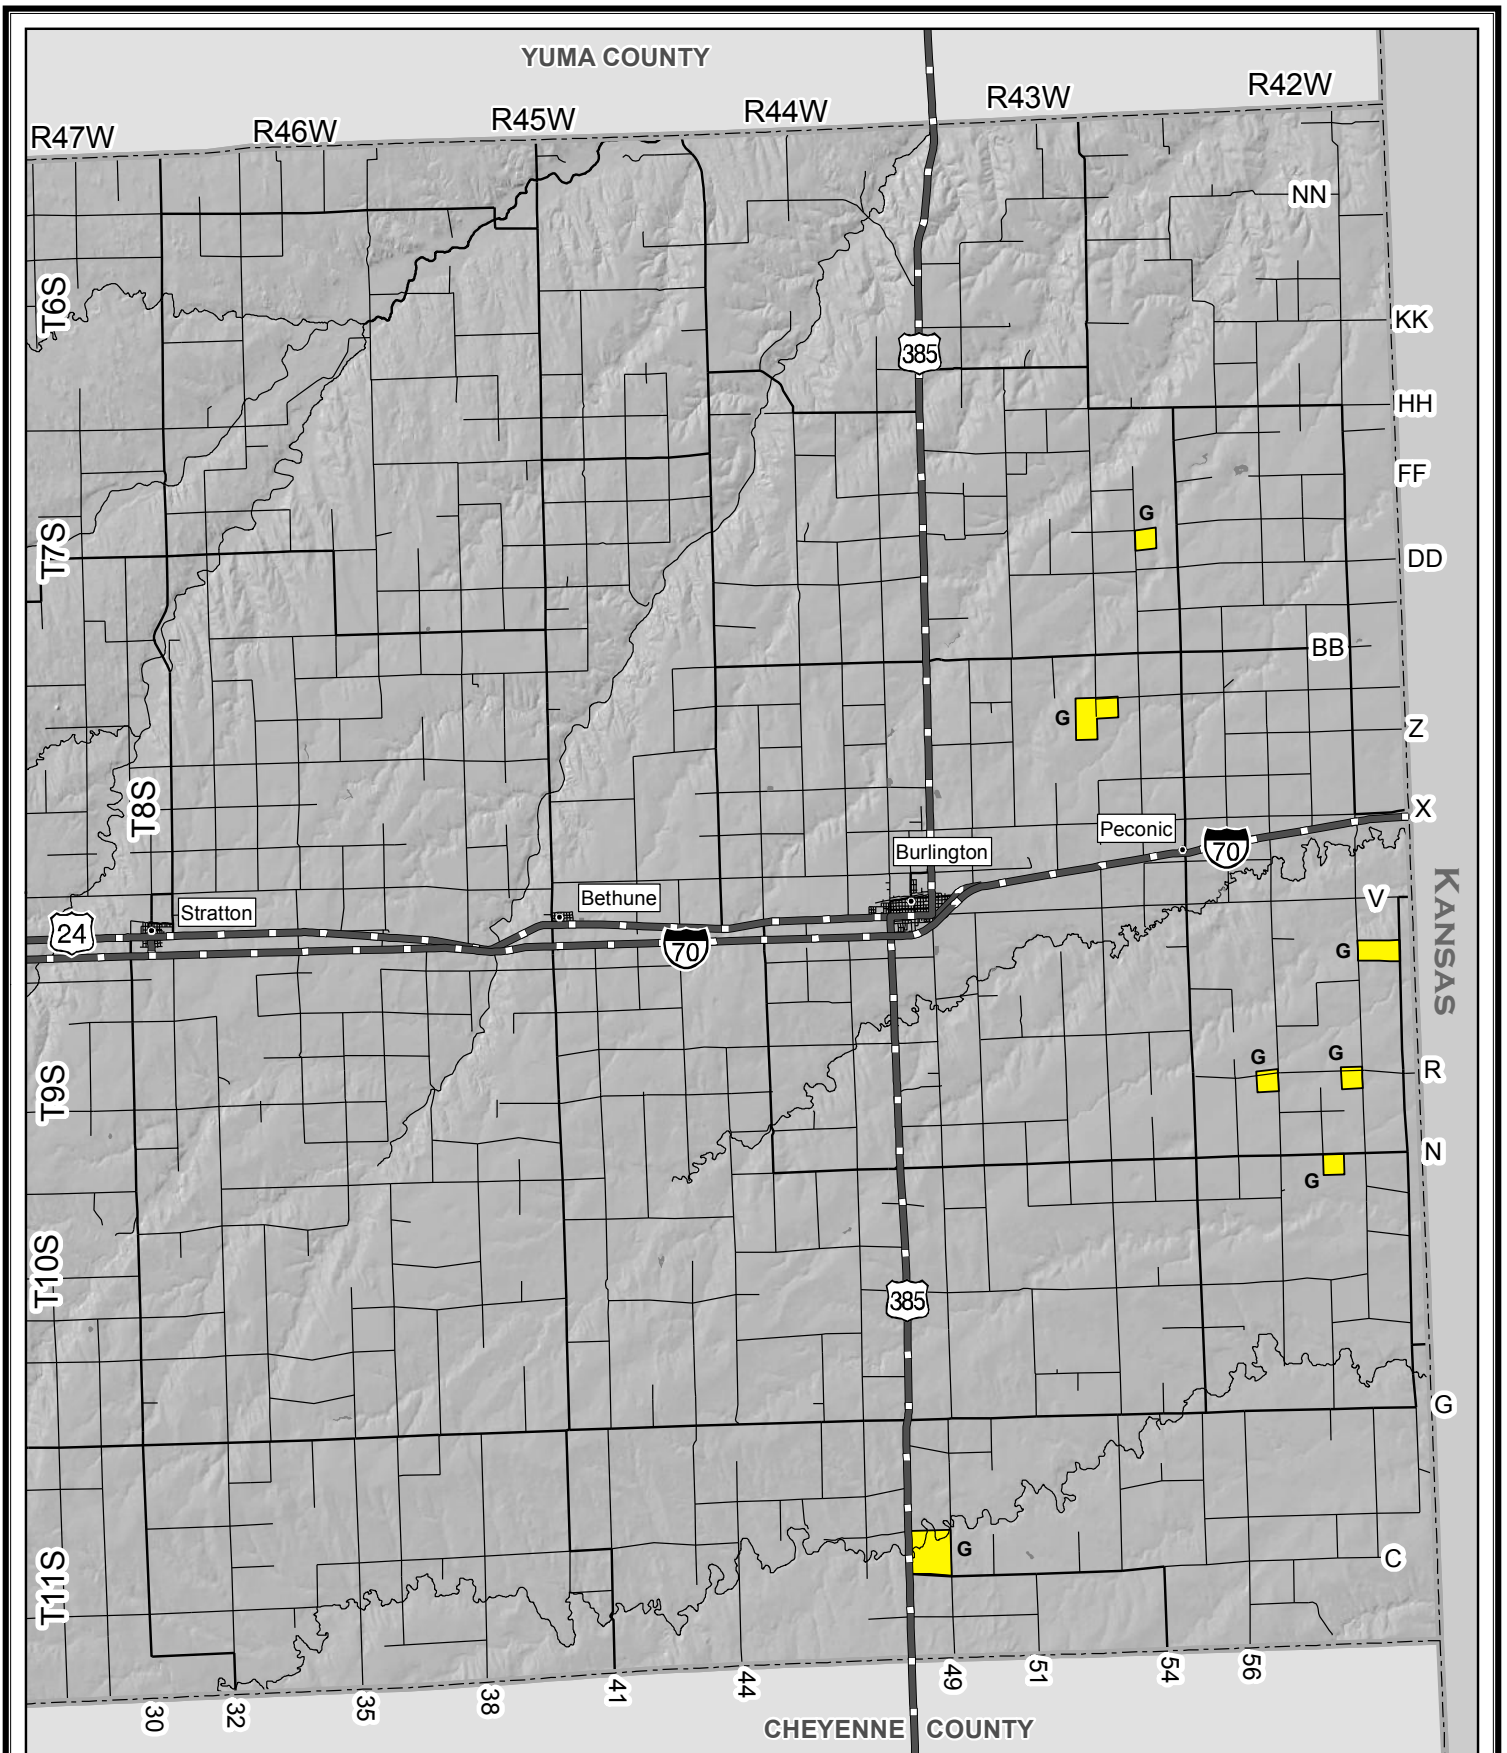 YUMA COUNTY
R42W
R43W
R44W
R45W
R46W
R47W
NN
T6S
KK
385
HH
FF
G
T7S
DD
BB
G
Z
T8S
X
Peconic
Burlington
70
KANSAS
Bethune
V
Stratton
24
70
G
G
G
R
T9S
N
G
T10S
385
G
G
C
T11S
30
32
35
38
41
44
49
51
54
56
CHEYENNE COUNTY